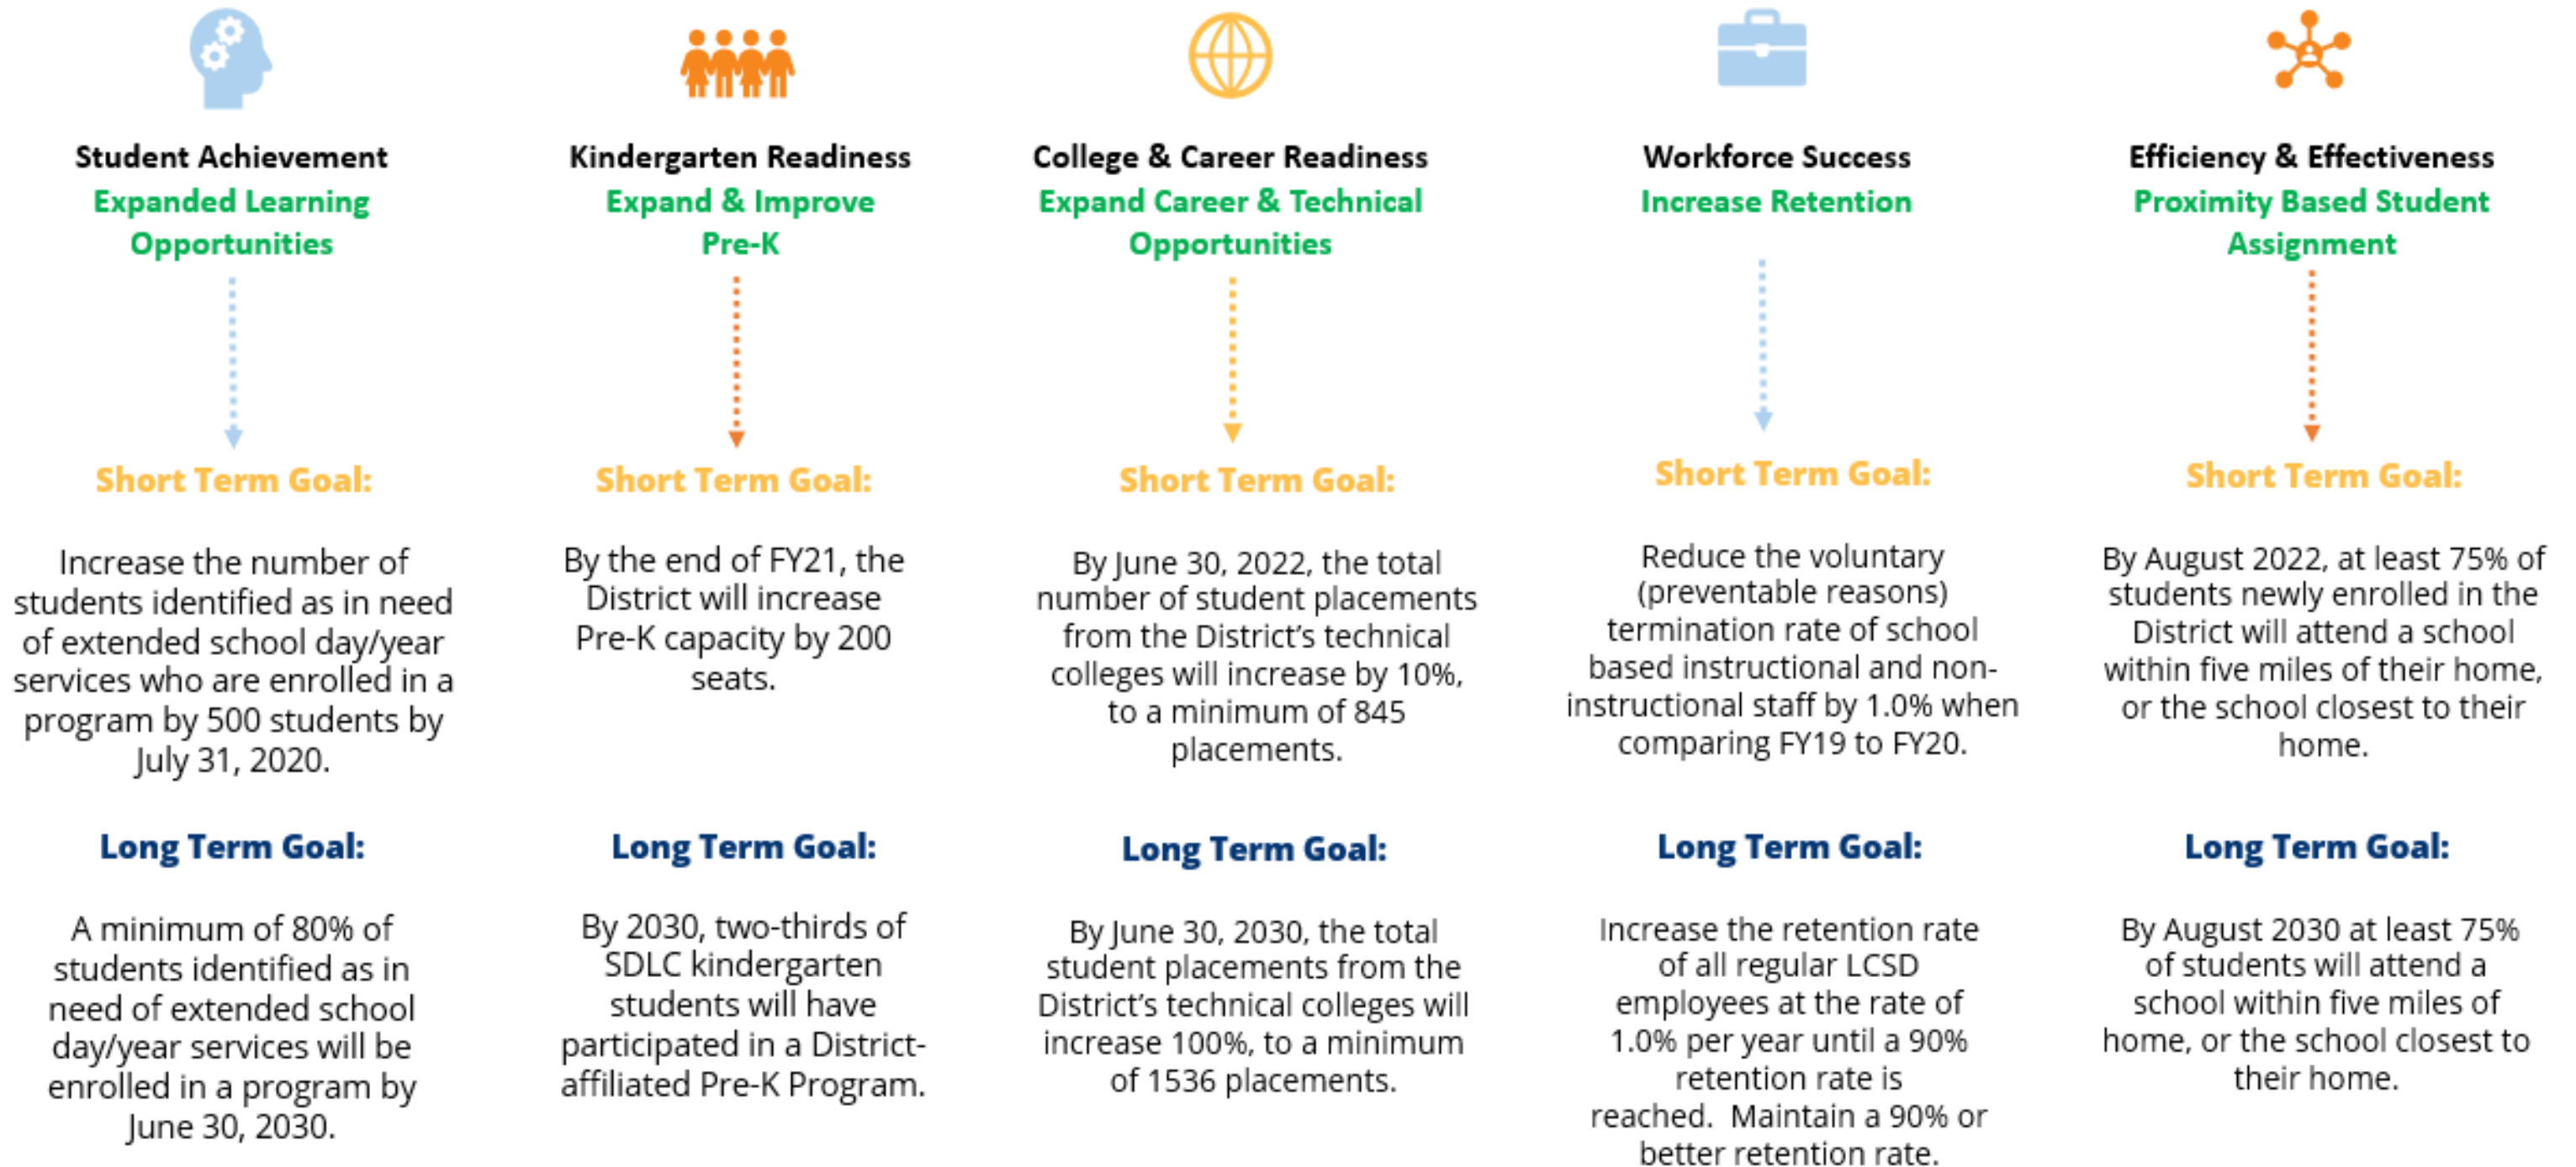 Student Achievement
Expanded Learning
Opportunities
Short Term Goal:
Increase the number of
students identified as in need
of extended school day/year
services who are enrolled in a
program by 500 students by
July 31, 2020.
Long Term Goal:
A minimum of 80% of
students identified as in
need of extended school
day/year services will be
enrolled in a program by
June 30, 2030.
Kindergarten Readiness
Expand & Improve
Pre-K
Short Term Goal:
By the end of FY21, the
District will increase
Pre-K capacity by 200
seats.
Long Term Goal:
By 2030, two-thirds of
SDLC kindergarten
students will have
participated in a District-
affiliated Pre-K Program.
College & Career Readiness
Expand Career & Technical
Opportunities
Short Term Goal:
By June 30, 2022, the total
number of student placements
from the District's technical
colleges will increase by 10%,
to a minimum of 845
placements.
Long Term Goal:
By June 30, 2030, the total
student placements from the
District's technical colleges will
increase 100%, to a minimum
of 1536 placements.
Workforce Success
Increase Retention
Short Term Goal:
Reduce the voluntary
(preventable reasons)
termination rate of school
based instructional and non-
instructional staff by 1.0% when
comparing FY19 to FY20.
Long Term Goal:
Increase the retention rate
of all regular LCSD
employees at the rate of
1.0% per year until a 90%
retention rate is
reached.  Maintain a 90% or
better retention rate.
Efficiency & Effectiveness
Proximity Based Student
Assignment
Short Term Goal:
By August 2022, at least 75% of
students newly enrolled in the
District will attend a school
within five miles of their home,
or the school closest to their
home.
Long Term Goal:
By August 2030 at least 75%
of students will attend a
school within five miles of
home, or the school closest to
their home.